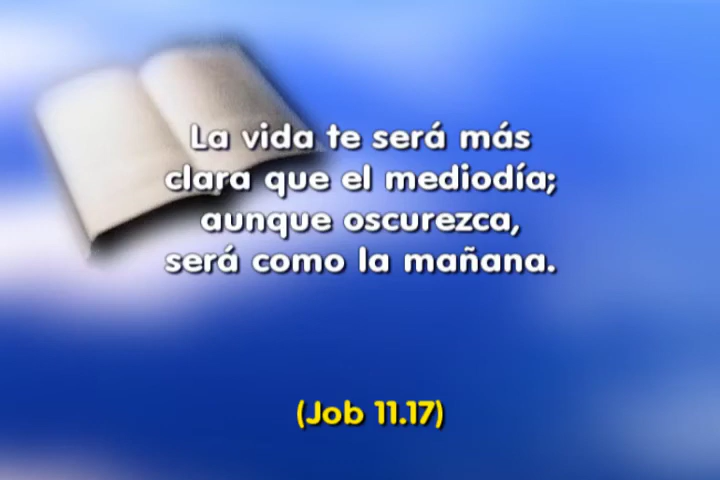 La vida te será más
clara que el mediodía;
aunque oscurezca,
será como la mañana.
(Job 11.17)